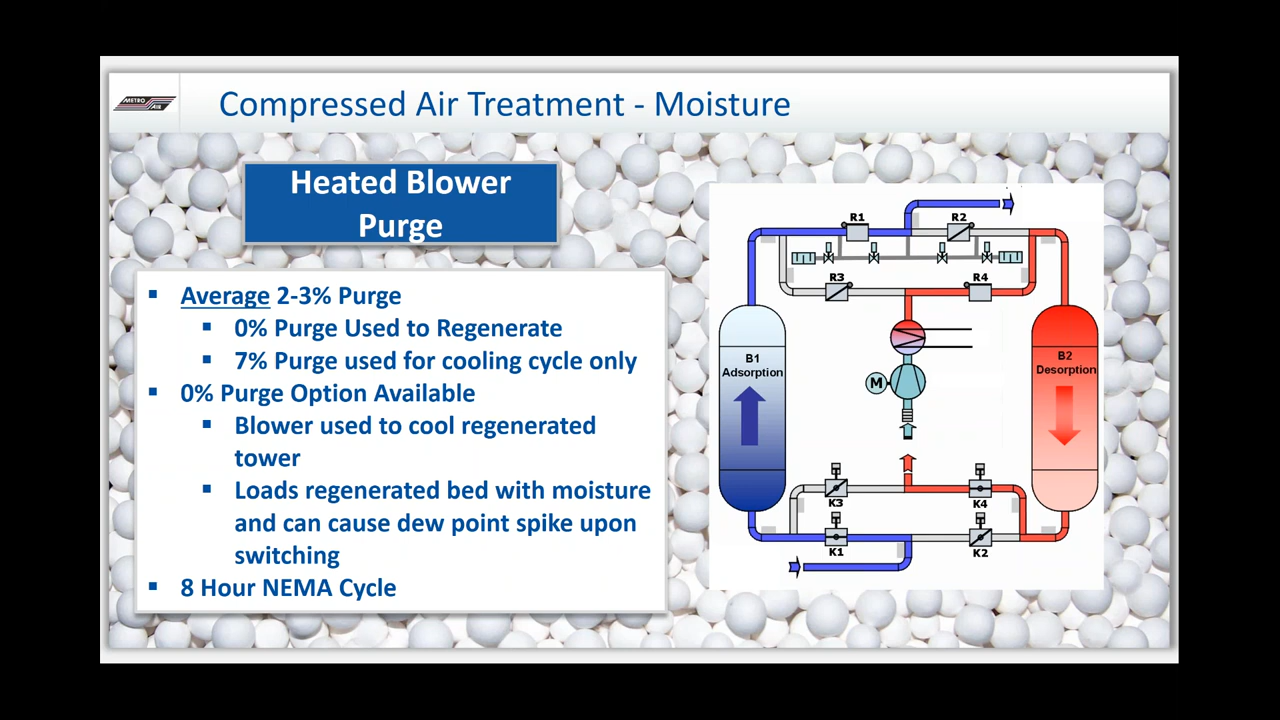 METRO AIR
Compressed Air Treatment - Moisture
Heated Blower
Purge
Average 2-3% Purge
0% Purge Used to Regenerate
7% Purge used for cooling cycle only
0% Purge Option Available
Blower used to cool regenerated
tower
Loads regenerated bed with moisture
and can cause dew point spike upon
switching
8 Hour NEMA Cycle
R1
R2
R3
R4
B1
Adsorption
M
B2
Desorption
K3
K4
K1
K2